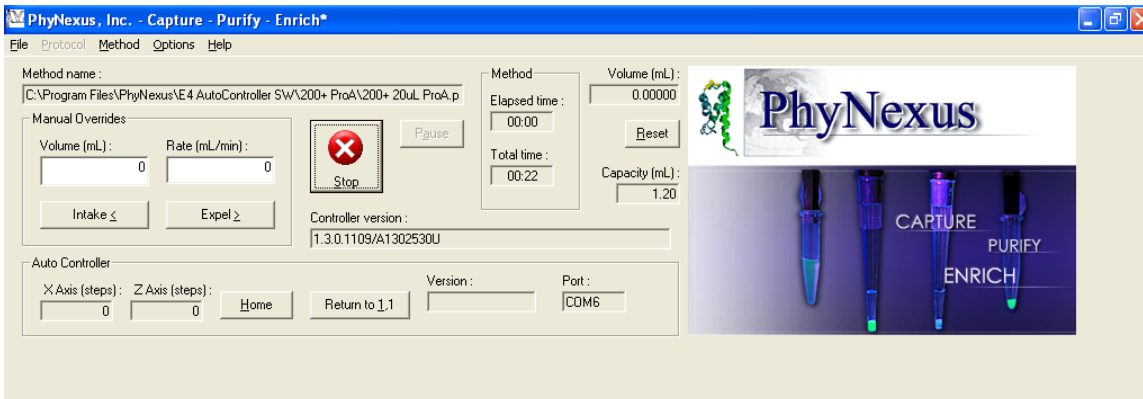 PhyNexus, Inc. - Capture - Purify - Enrich*
File Protocol Method Options Help
Method name :
C:\Program Files\PhyNexus\E4 AutoController SW\200+ ProA\200+ 20uL ProA.p
Manual Overrides
Volume (mL) :
0
Rate (mL/min) :
0
Intake <
Expel >
Stop
Pause
Method
Elapsed time :
00:00
Total time :
00:22
Volume (mL) :
0.00000
Reset
Capacity (mL) :
1.20
Controller version :
1.3.0.1109/A1302530U
Auto Controller
X Axis (steps) :
0
Z Axis (steps) :
0
Home
Return to 1,1
Version :
Port :
COM6
PhyNexus
CAPTURE
PURIFY
ENRICH